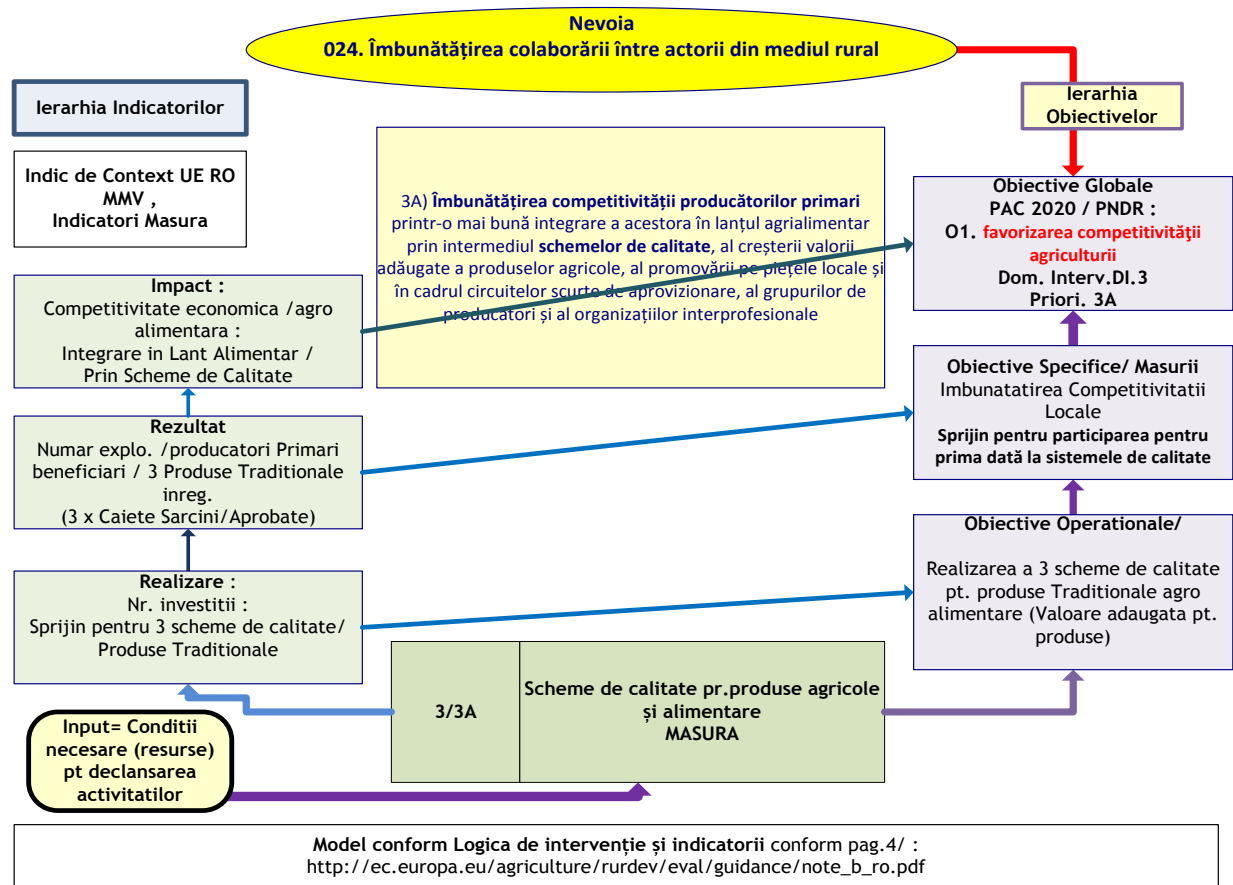 Nevoia
024. Îmbunătățirea colaborării între actorii din mediul rural
Ierarhia Indicatorilor
Ierarhia
Obiectivelor
Indic de Context UE RO
MMV ,
Indicatori Masura
3A) Îmbunătățirea competitivității producătorilor primari
printr-o mai bună integrare a acestora în lanțul agrialimentar
prin intermediul schemelor de calitate, al creșterii valorii
adăugate a produselor agricole, al promovării pe piețele locale și
în cadrul circuitelor scurte de aprovizionare, al grupurilor de
producători și al organizațiilor interprofesionale
Obiective Globale
PAC 2020 / PNDR :
O1. favorizarea competitivităţii
agriculturii
Dom. Interv.DI.3
Priori. 3A
Impact :
Competitivitate economica /agro
alimentara :
Integrare in Lant Alimentar /
Prin Scheme de Calitate
Obiective Specifice/ Masurii
Imbunatatirea Competitivitatii
Locale
Sprijin pentru participarea pentru
prima dată la sistemele de calitate
Rezultat
Numar explo. /producatori Primari
beneficiari / 3 Produse Traditionale
inreg.
(3 x Caiete Sarcini/Aprobate)
Obiective Operationale/
Realizarea a 3 scheme de calitate
pt. produse Traditionale agro
alimentare (Valoare adaugata pt.
produse)
Realizare :
Nr. investitii :
Sprijin pentru 3 scheme de calitate/
Produse Traditionale
3/3A
Scheme de calitate pr.produse agricole
și alimentare
MASURA
Input= Conditii
necesare (resurse)
pt declansarea
activitatilor
Model conform Logica de intervenție și indicatorii conform pag.4/ :
http://ec.europa.eu/agriculture/rurdev/eval/guidance/note_b_ro.pdf